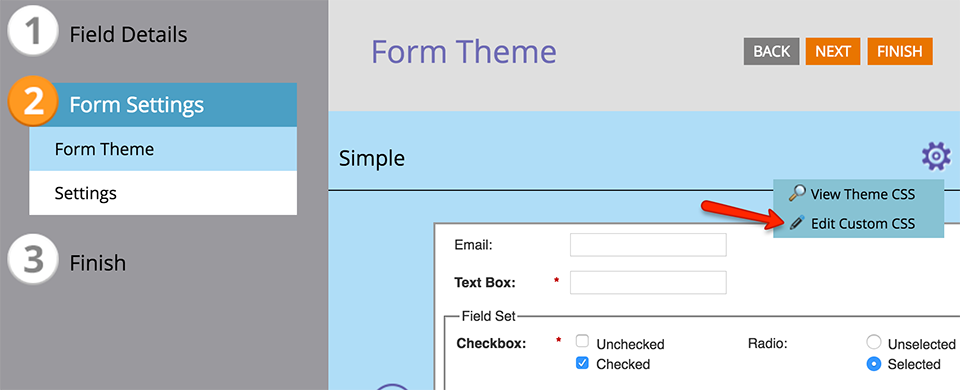 1 Field Details
2 Form Settings
Form Theme
Settings
3 Finish
Form Theme
BACK NEXT FINISH
Simple
View Theme CSS
Edit Custom CSS
Email:
Text Box: *
Field Set
Checkbox: * Unchecked Radio: Unselected
Checked Selected